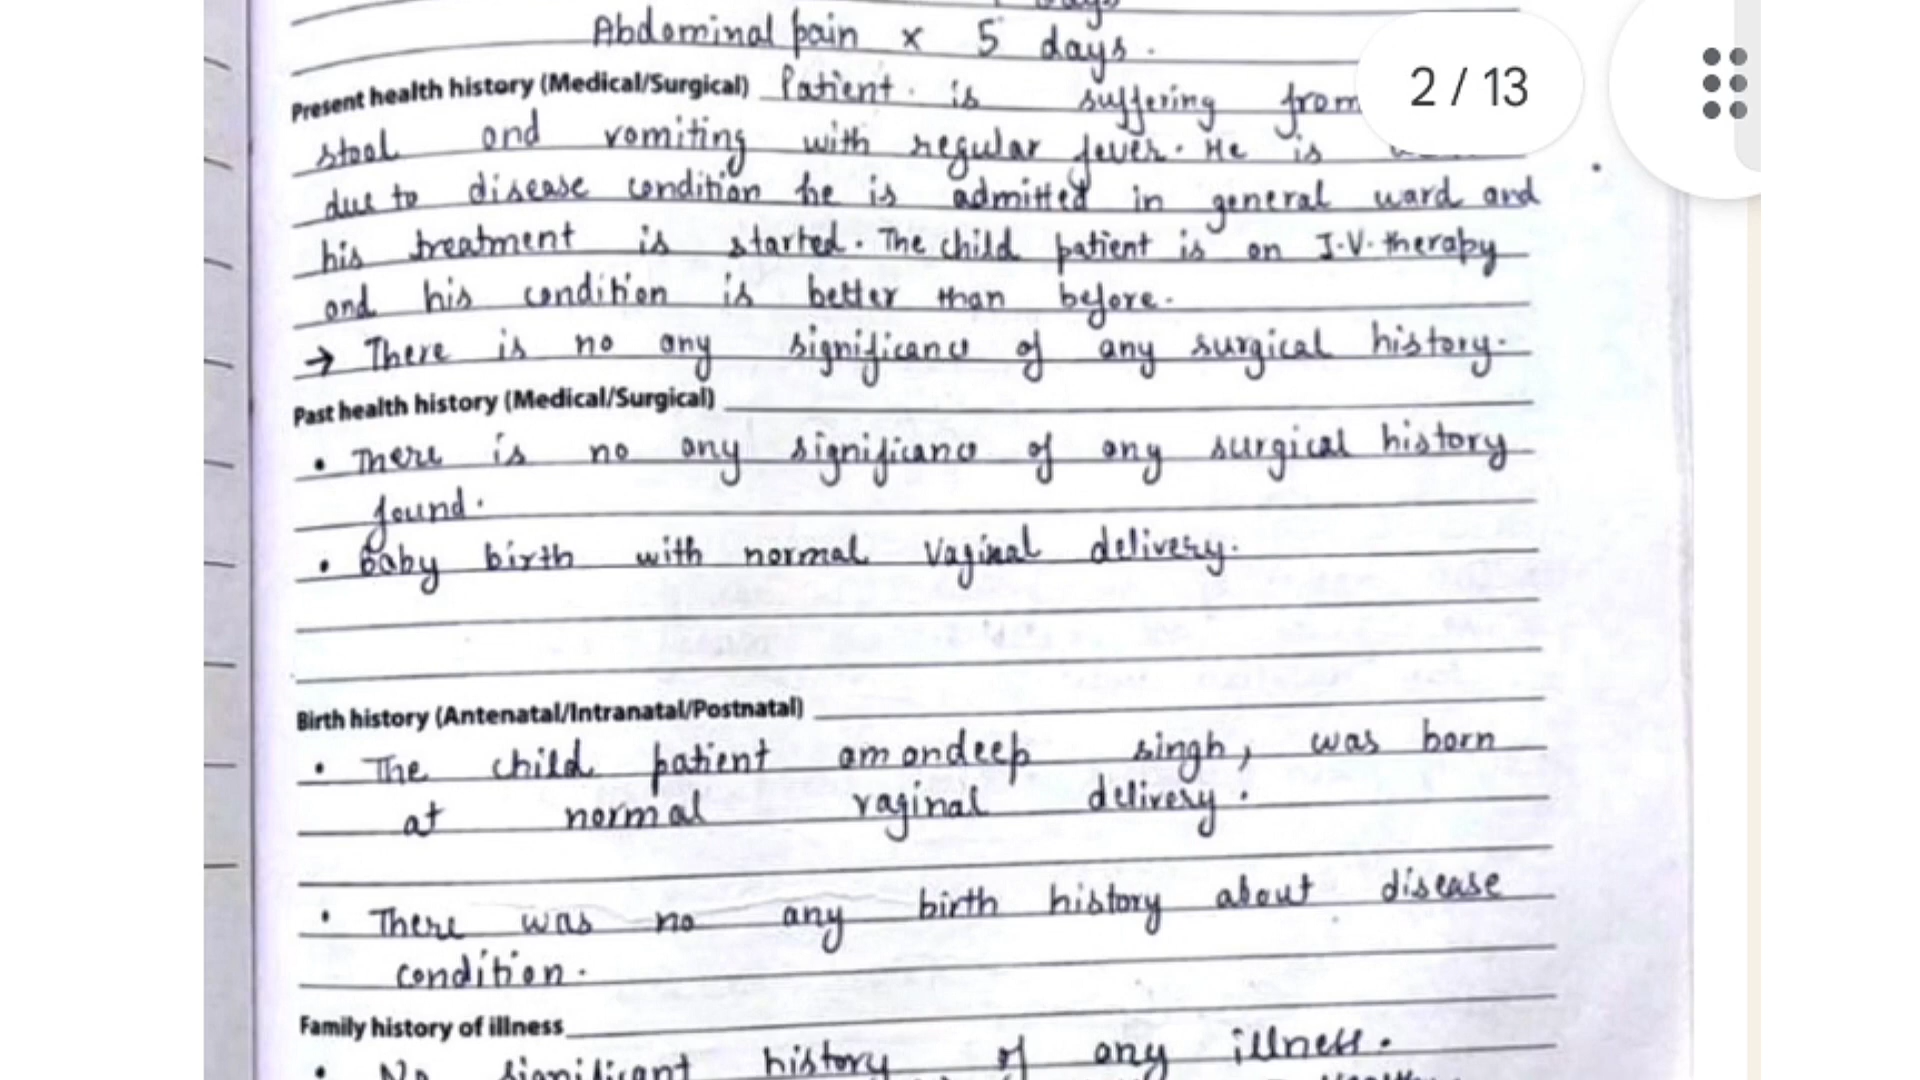 Abdominal pain x 5 days.
2 / 13
Present health history (Medical/Surgical) Patient. is suffering from
stool and vomiting with regular fever. He is
due to disease condition he is admitted in general ward and
his treatment is started. The child patient is on I.V. therapy
and his condition is better than before.
→ There is no any significance of any surgical history.
Past health history (Medical/Surgical)
• There is no any significance of any surgical history
found.
• Baby birth with normal vaginal delivery.
Birth history (Antenatal/Intranatal/Postnatal)
• The child patient amandeep singh, was born
at normal vaginal delivery.
• There was no any birth history about disease
condition.
Family history of illness
• No significant history of any illness.